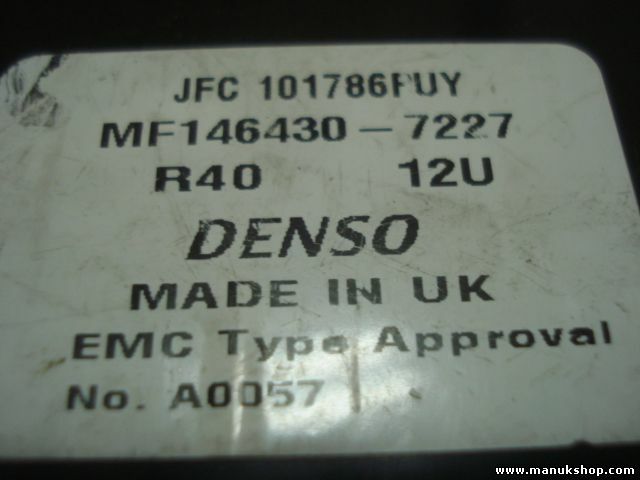 JFC 101786PUY
MF146430-7227
R40 12U
DENSO
MADE IN UK
EMC Type Approval
No. A0057
www.manukshop.com